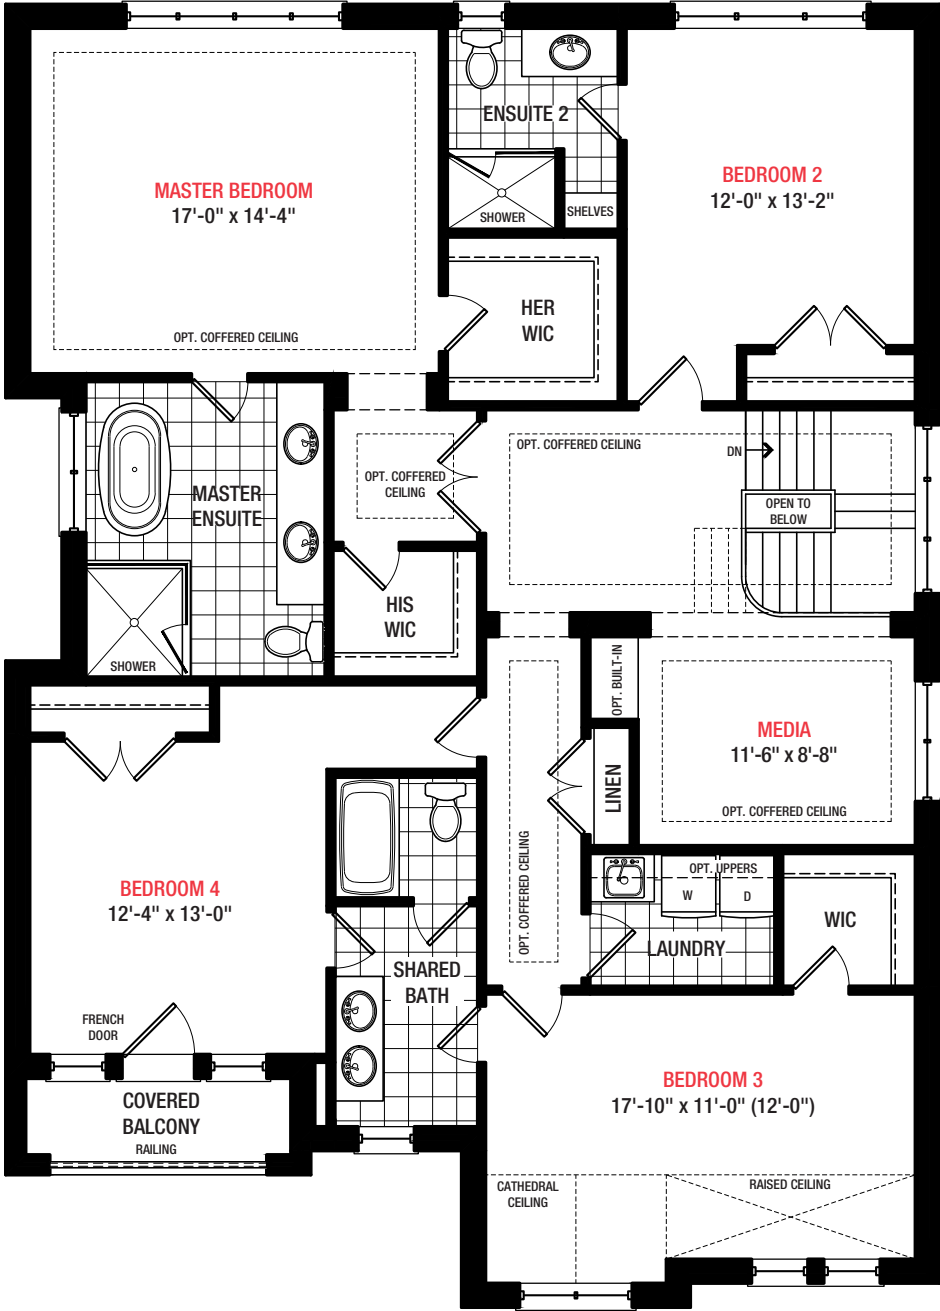 ENSUITE 2
MASTER BEDROOM
17'-0" x 14'-4"
BEDROOM 2
12'-0" x 13'-2"
SHOWER
SHELVES
HER
WIC
OPT. COFFERED CEILING
OPT. COFFERED CEILING
DN
OPT. COFFERED
CEILING
MASTER
ENSUITE
OPEN TO
BELOW
HIS
WIC
SHOWER
OPT. BUILT-IN
MEDIA
11'-6" x 8'-8"
LINEN
OPT. COFFERED CEILING
OPT. COFFERED CEILING
OPT. UPPERS
W
D
BEDROOM 4
12'-4" x 13'-0"
WIC
LAUNDRY
SHARED
BATH
FRENCH
DOOR
BEDROOM 3
17'-10" x 11'-0" (12'-0")
COVERED
BALCONY
RAILING
CATHEDRAL
CEILING
RAISED CEILING